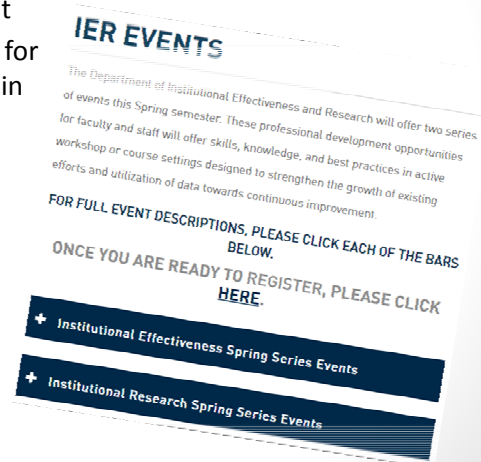 t
for
in
IER EVENTS
The Department of Institutional Effectiveness and Research will offer two series
of events this Spring semester. These professional development opportunities
for faculty and staff will offer skills, knowledge, and best practices in active
workshop or course settings designed to strengthen the growth of existing
efforts and utilization of data towards continuous improvement.
FOR FULL EVENT DESCRIPTIONS, PLEASE CLICK EACH OF THE BARS
BELOW.
ONCE YOU ARE READY TO REGISTER, PLEASE CLICK
HERE.
+ Institutional Effectiveness Spring Series Events
+ Institutional Research Spring Series Events